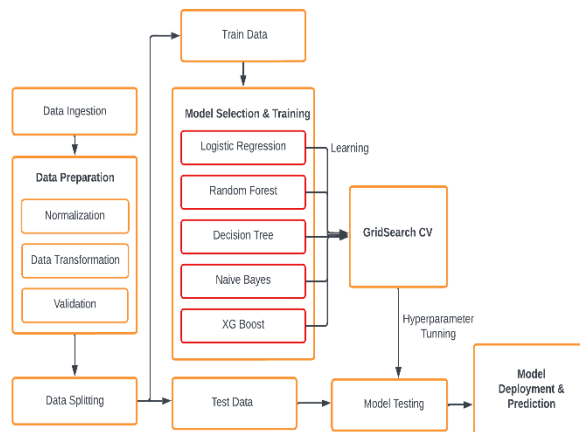 Train Data
Data Ingestion
Data Preparation
Normalization
Data Transformation
Validation
Data Splitting
Model Selection & Training
Logistic Regression
Random Forest
Decision Tree
Naive Bayes
XG Boost
Learning
GridSearch CV
Hyperparameter
Tunning
Test Data
Model Testing
Model
Deployment &
Prediction